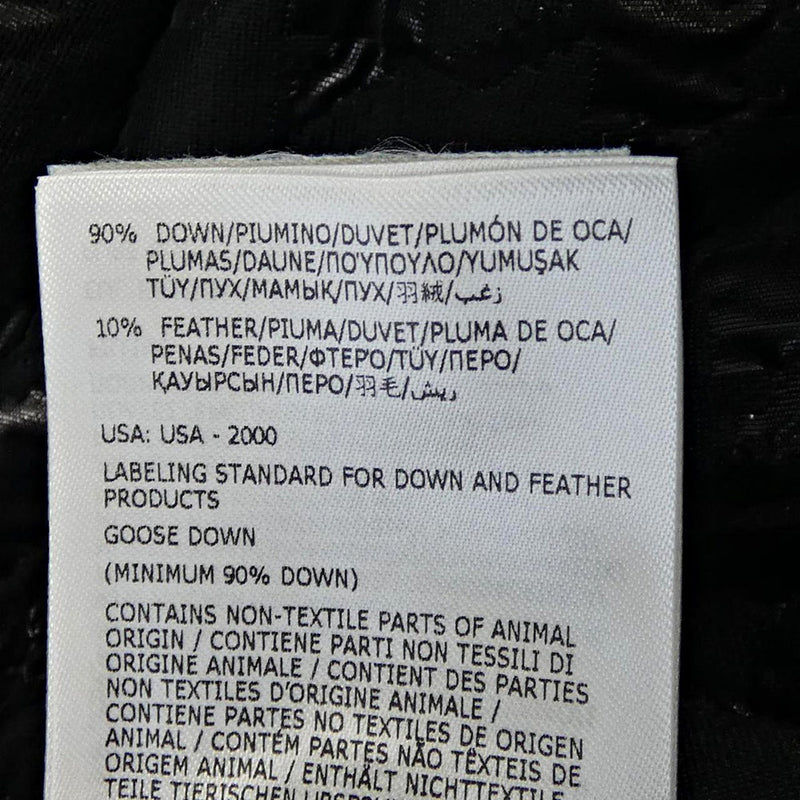 90% DOWN/PIUMINO/DUVET/PLUMÓN DE OCA/
PLUMAS/DAUNE/ΠΟΎΠΟΥΛΟ/YUMUŞAK
TÜY/ПУХ/МАМЫҚ/ПУХ/羽絨/زغب
10% FEATHER/PIUMA/DUVET/PLUMA DE OCA/
PENAS/FEDER/ΦΤΕΡΌ/TÜY/ПЕРО/
ҚАУЫРСЫН/ПЕРО/羽毛/ريش
USA: USA - 2000
LABELING STANDARD FOR DOWN AND FEATHER
PRODUCTS
GOOSE DOWN
(MINIMUM 90% DOWN)
CONTAINS NON-TEXTILE PARTS OF ANIMAL
ORIGIN / CONTIENE PARTI NON TESSILI DI
ORIGINE ANIMALE / CONTIENT DES PARTIES
NON TEXTILES D'ORIGINE ANIMALE /
CONTIENE PARTES NO TEXTILES DE ORIGEN
ANIMAL / CONTÉM PARTES NÃO TÊXTEIS DE
ORIGEM ANIMAL / ENTHÄLT NICHTTEXTILE
TEILE TIERISCHEN